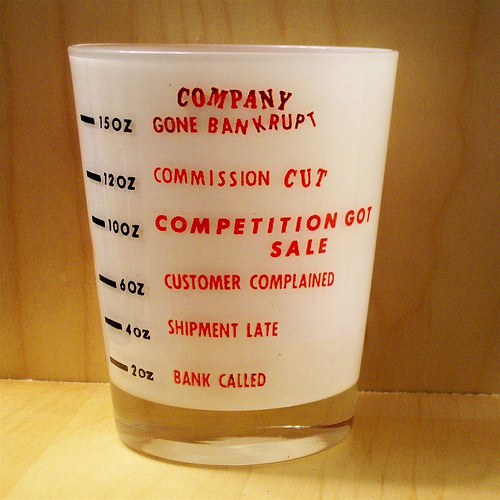 COMPANY
15OZ GONE BANKRUPT
12OZ COMMISSION CUT
10OZ COMPETITION GOT
SALE
6OZ CUSTOMER COMPLAINED
4OZ SHIPMENT LATE
2OZ BANK CALLED